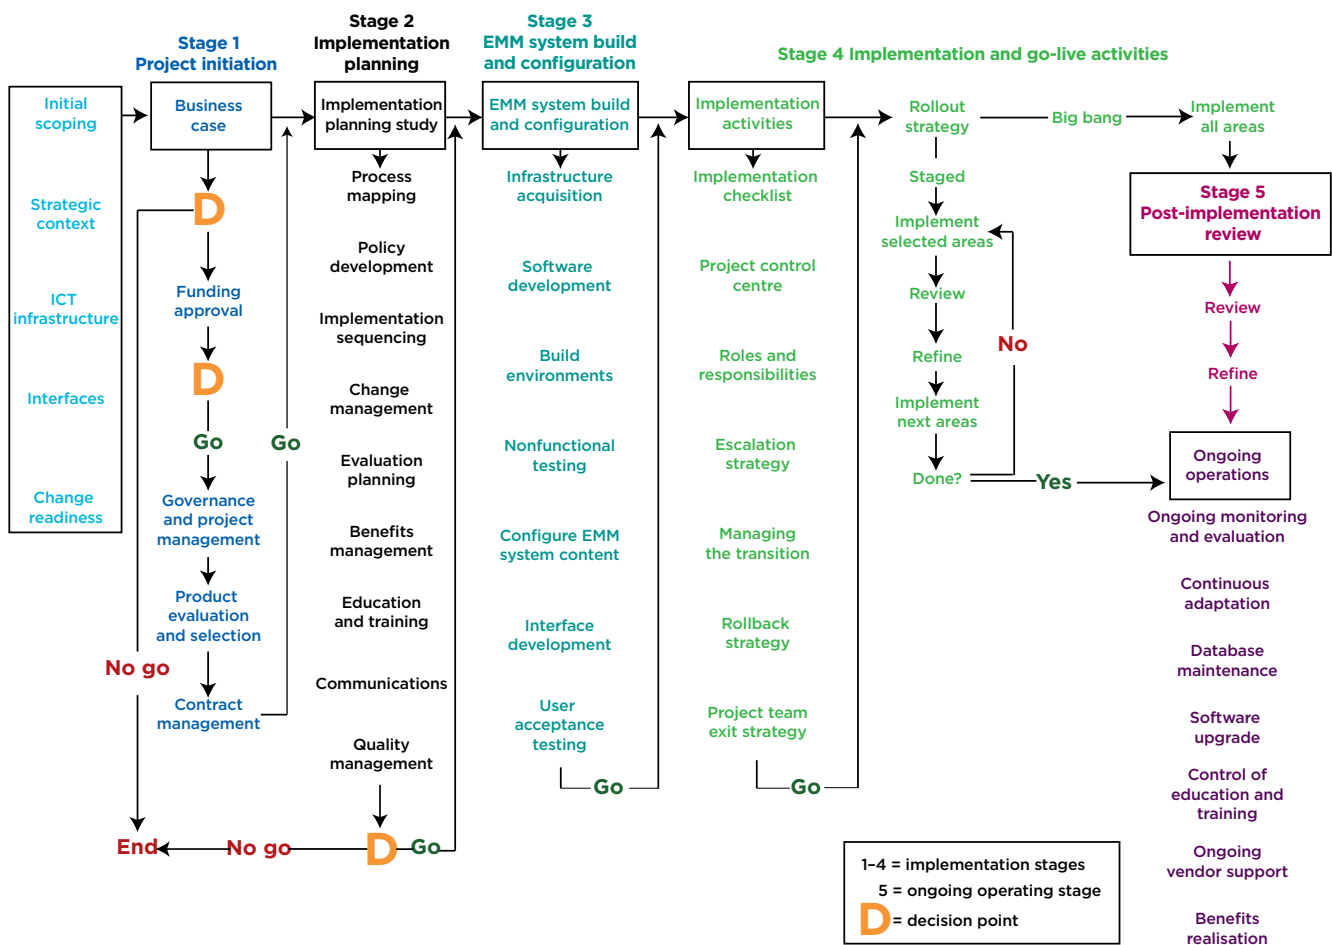 Stage 1
Project initiation
Stage 2
Implementation
planning
Stage 3
EMM system build
and configuration
Stage 4 Implementation and go-live activities
Initial
scoping
Strategic
context
ICT
infrastructure
Interfaces
Change
readiness
Business
case
D
Funding
approval
D
Go
Governance
and project
management
Product
evaluation
and selection
Contract
management
No go
End
Go
Implementation
planning study
Process
mapping
Policy
development
Implementation
sequencing
Change
management
Evaluation
planning
Benefits
management
Education
and training
Communications
Quality
management
No go
D
Go
EMM system build
and configuration
Infrastructure
acquisition
Software
development
Build
environments
Nonfunctional
testing
Configure EMM
system content
Interface
development
User
acceptance
testing
Go
Implementation
activities
Implementation
checklist
Project control
centre
Roles and
responsibilities
Escalation
strategy
Managing
the transition
Rollback
strategy
Project team
exit strategy
Go
Rollout
strategy
Big bang
Implement
all areas
Staged
Implement
selected areas
Review
Refine
Implement
next areas
Done?
No
Yes
Stage 5
Post-implementation
review
Review
Refine
Ongoing
operations
Ongoing monitoring
and evaluation
Continuous
adaptation
Database
maintenance
Software
upgrade
Control of
education and
training
Ongoing
vendor support
Benefits
realisation
1–4 = implementation stages
5 = ongoing operating stage
D = decision point